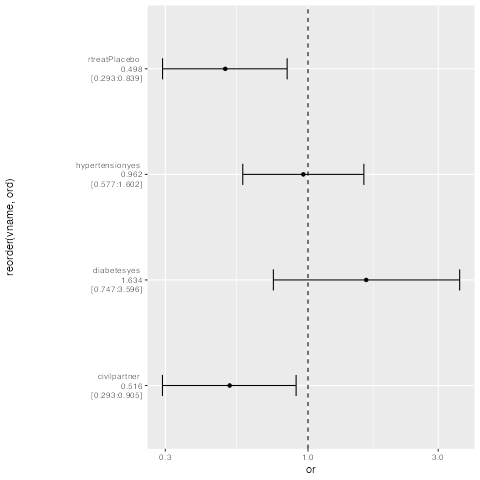 reorder(vname, ord)
rtreatPlacebo
0.498
[0.293:0.839]
hypertensionyes
0.962
[0.577:1.602]
diabetesyes
1.634
[0.747:3.596]
civilpartner
0.516
[0.293:0.905]
0.3 1.0 3.0
or